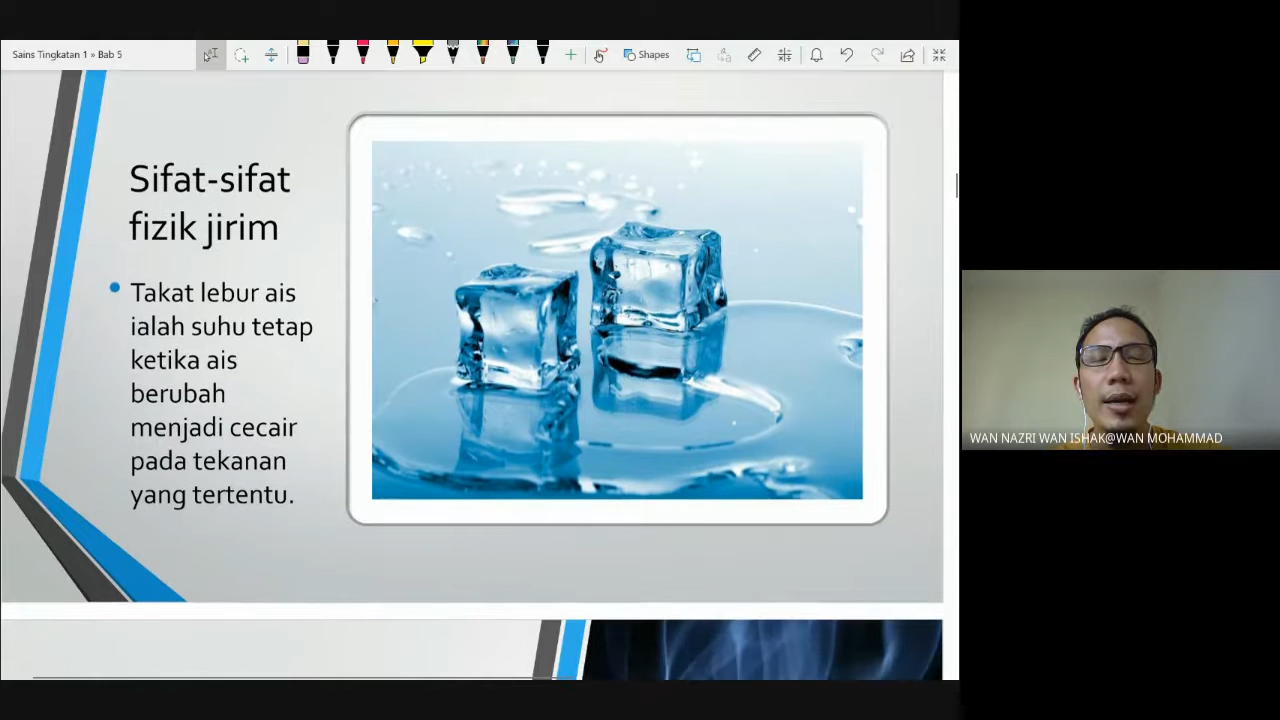 Sains Tingkatan 1 » Bab 5
Shapes
Sifat-sifat
fizik jirim
Takat lebur ais
ialah suhu tetap
ketika ais
berubah
menjadi cecair
pada tekanan
yang tertentu.
WAN NAZRI WAN ISHAK@WAN MOHAMMAD